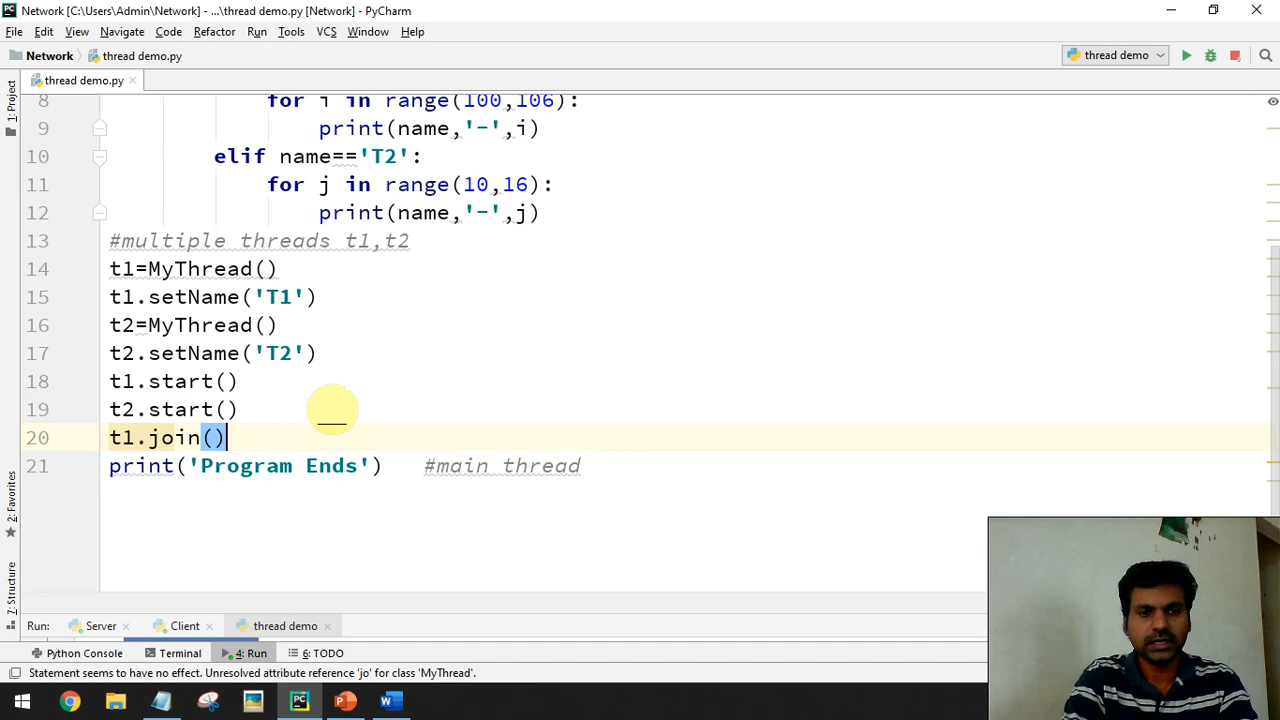 Network [C:\Users\Admin\Network] - ...\thread demo.py [Network] - PyCharm
File Edit View Navigate Code Refactor Run Tools VCS Window Help
Network thread demo.py thread demo
thread demo.py
1: Project
8 for i in range(100,106):
9 print(name,'-',i)
10 elif name=='T2':
11 for j in range(10,16):
12 print(name,'-',j)
13 #multiple threads t1,t2
14 t1=MyThread()
15 t1.setName('T1')
16 t2=MyThread()
17 t2.setName('T2')
18 t1.start()
19 t2.start()
20 t1.join()
21 print('Program Ends') #main thread
2: Favorites
7: Structure
Run: Server Client thread demo
Python Console Terminal 4: Run 6: TODO
Statement seems to have no effect. Unresolved attribute reference 'jo' for class 'MyThread'.